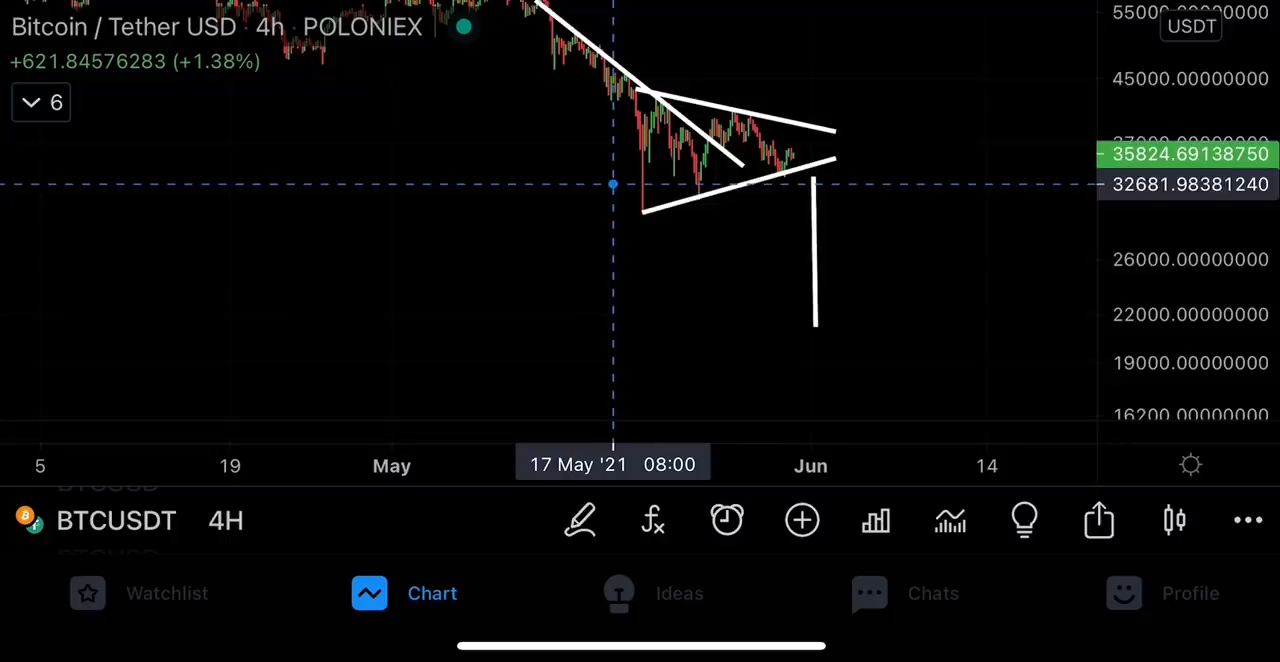 55000.00000000
Bitcoin / Tether USD · 4h · POLONIEX
USDT
+621.84576283 (+1.38%)
45000.00000000
6
37000.00000000
35824.69138750
32681.98381240
26000.00000000
22000.00000000
19000.00000000
16200.00000000
5 19 May 17 May '21 08:00 Jun 14
BTCUSDT 4H
Watchlist Chart Ideas Chats Profile